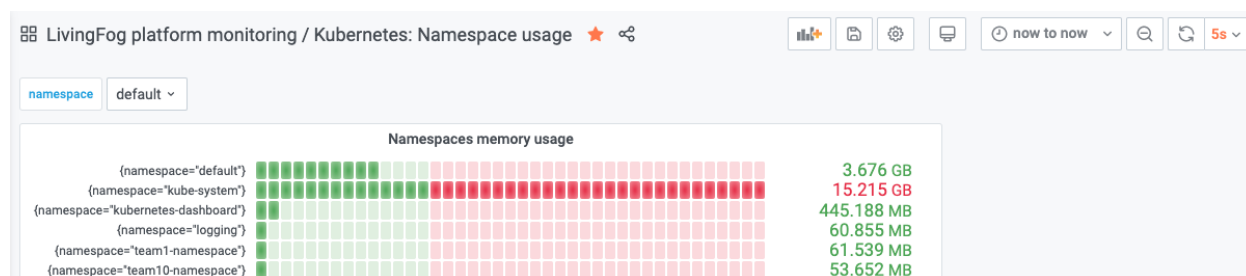 LivingFog platform monitoring / Kubernetes: Namespace usage
now to now
5s
namespace
default
Namespaces memory usage
{namespace="default"} 3.676 GB
{namespace="kube-system"} 15.215 GB
{namespace="kubernetes-dashboard"} 445.188 MB
{namespace="logging"} 60.855 MB
{namespace="team1-namespace"} 61.539 MB
{namespace="team10-namespace"} 53.652 MB